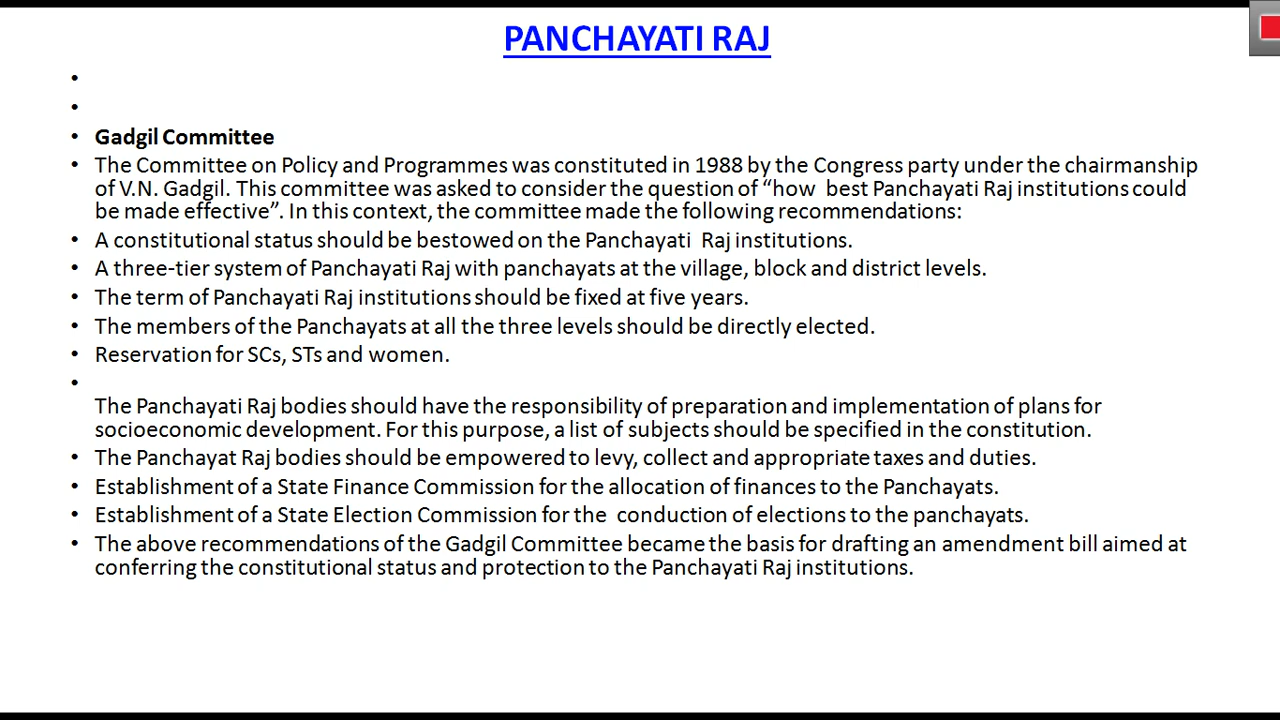 PANCHAYATI RAJ
•
•
• Gadgil Committee
• The Committee on Policy and Programmes was constituted in 1988 by the Congress party under the chairmanship
of V.N. Gadgil. This committee was asked to consider the question of “how  best Panchayati Raj institutions could
be made effective”. In this context, the committee made the following recommendations:
• A constitutional status should be bestowed on the Panchayati  Raj institutions.
• A three-tier system of Panchayati Raj with panchayats at the village, block and district levels.
• The term of Panchayati Raj institutions should be fixed at five years.
• The members of the Panchayats at all the three levels should be directly elected.
• Reservation for SCs, STs and women.
•
The Panchayati Raj bodies should have the responsibility of preparation and implementation of plans for
socioeconomic development. For this purpose, a list of subjects should be specified in the constitution.
• The Panchayat Raj bodies should be empowered to levy, collect and appropriate taxes and duties.
• Establishment of a State Finance Commission for the allocation of finances to the Panchayats.
• Establishment of a State Election Commission for the  conduction of elections to the panchayats.
• The above recommendations of the Gadgil Committee became the basis for drafting an amendment bill aimed at
conferring the constitutional status and protection to the Panchayati Raj institutions.